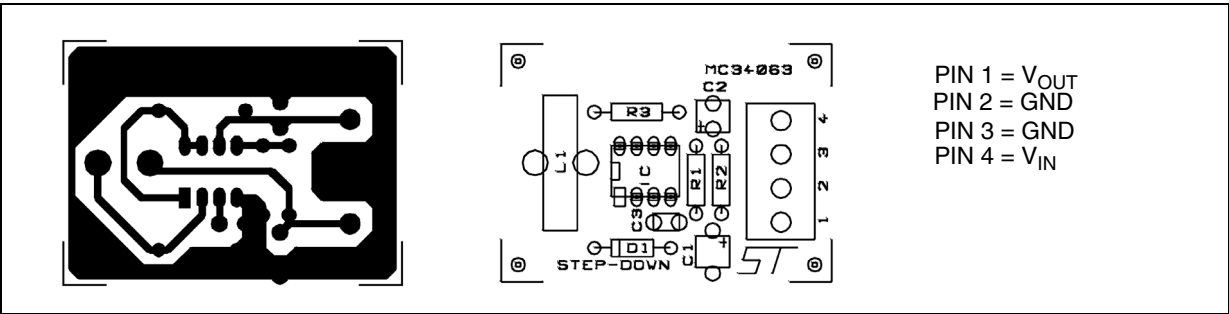 MC34063
C2
R3
+
4
3
2
1
L1
IC
R1
R2
C3
D1
C1
+
STEP-DOWN
ST
PIN 1 = VOUT
PIN 2 = GND
PIN 3 = GND
PIN 4 = VIN